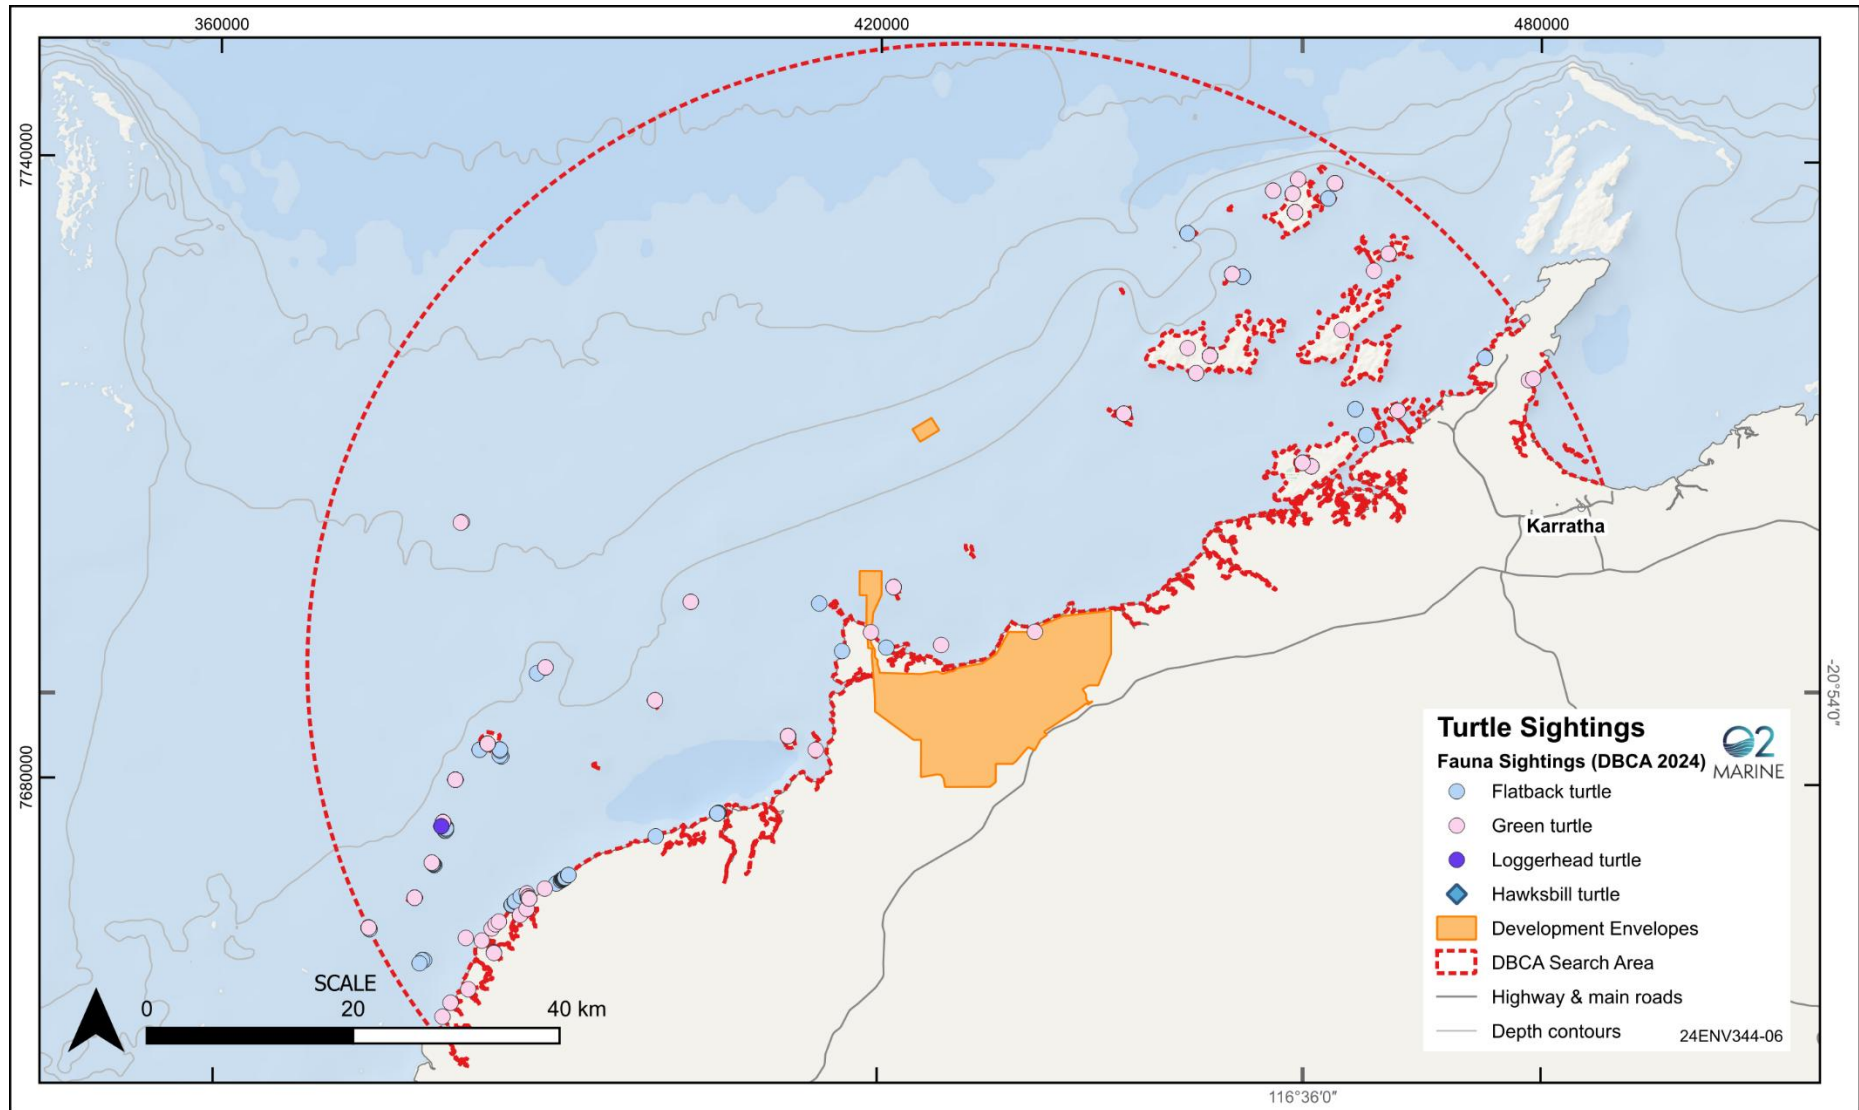 360000
420000
480000
7740000
7680000
Karratha
-20°54'0"
116°36'0"
SCALE
0
20
40 km
Turtle Sightings
O2
MARINE
Fauna Sightings (DBCA 2024)
Flatback turtle
Green turtle
Loggerhead turtle
Hawksbill turtle
Development Envelopes
DBCA Search Area
Highway & main roads
Depth contours
24ENV344-06